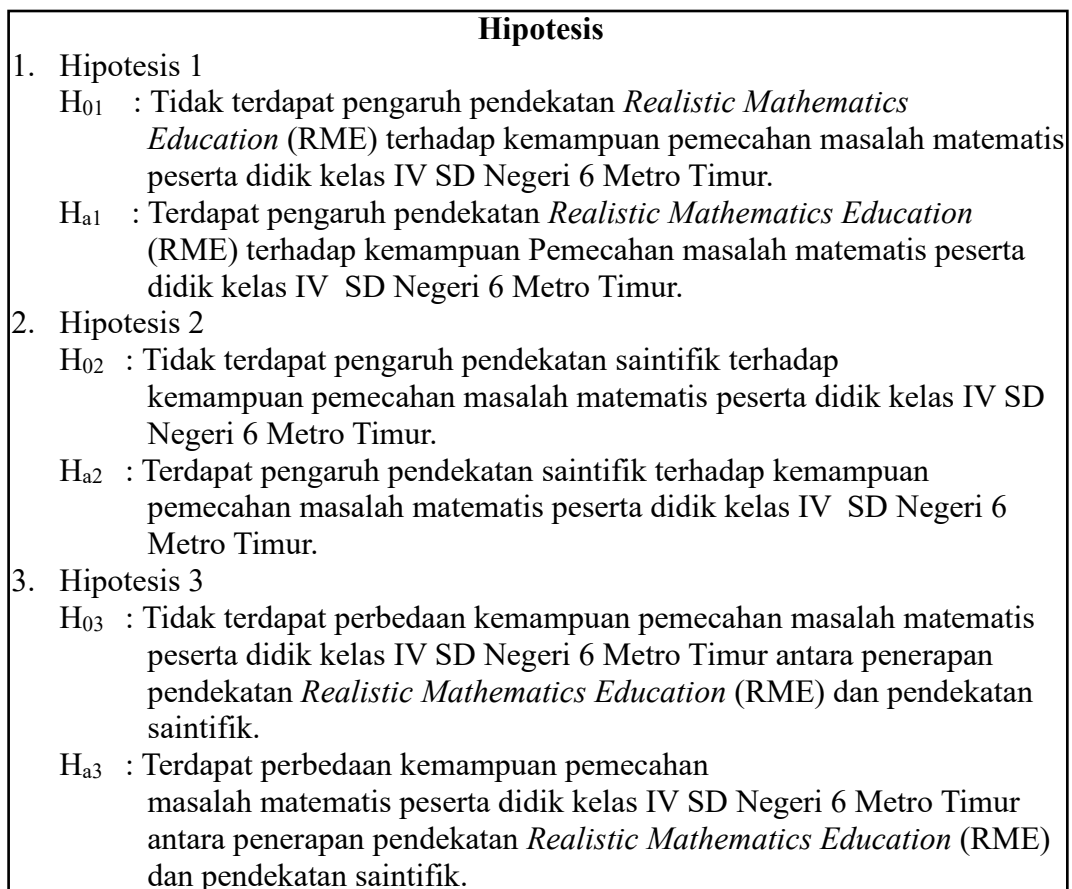 Hipotesis
1. Hipotesis 1
H01 : Tidak terdapat pengaruh pendekatan Realistic Mathematics
Education (RME) terhadap kemampuan pemecahan masalah matematis
peserta didik kelas IV SD Negeri 6 Metro Timur.
Ha1 : Terdapat pengaruh pendekatan Realistic Mathematics Education
(RME) terhadap kemampuan Pemecahan masalah matematis peserta
didik kelas IV SD Negeri 6 Metro Timur.
2. Hipotesis 2
H02 : Tidak terdapat pengaruh pendekatan saintifik terhadap
kemampuan pemecahan masalah matematis peserta didik kelas IV SD
Negeri 6 Metro Timur.
Ha2 : Terdapat pengaruh pendekatan saintifik terhadap kemampuan
pemecahan masalah matematis peserta didik kelas IV SD Negeri 6
Metro Timur.
3. Hipotesis 3
H03 : Tidak terdapat perbedaan kemampuan pemecahan masalah matematis
peserta didik kelas IV SD Negeri 6 Metro Timur antara penerapan
pendekatan Realistic Mathematics Education (RME) dan pendekatan
saintifik.
Ha3 : Terdapat perbedaan kemampuan pemecahan
masalah matematis peserta didik kelas IV SD Negeri 6 Metro Timur
antara penerapan pendekatan Realistic Mathematics Education (RME)
dan pendekatan saintifik.